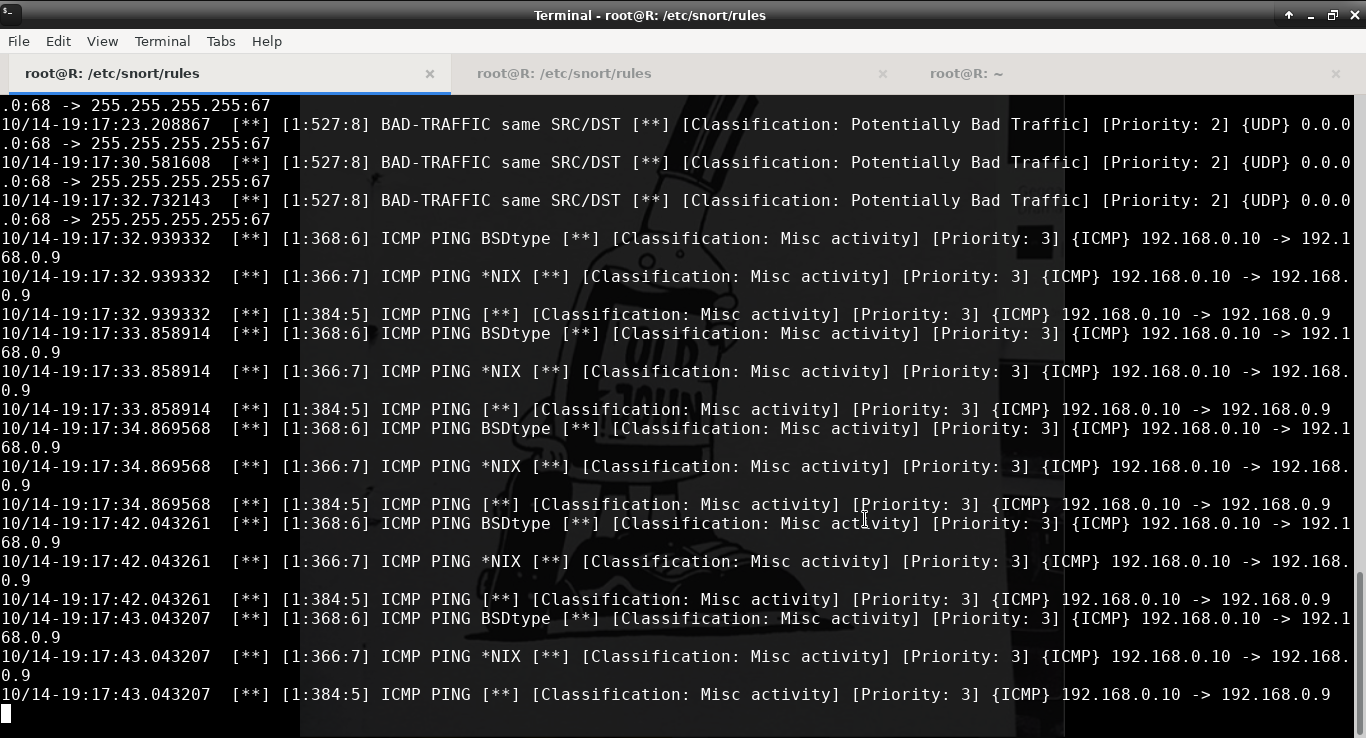 Terminal - root@R: /etc/snort/rules
File Edit View Terminal Tabs Help
root@R: /etc/snort/rules root@R: /etc/snort/rules root@R: ~
.0:68 -> 255.255.255.255:67
10/14-19:17:23.208867  [**] [1:527:8] BAD-TRAFFIC same SRC/DST [**] [Classification: Potentially Bad Traffic] [Priority: 2] {UDP} 0.0.0
.0:68 -> 255.255.255.255:67
10/14-19:17:30.581608  [**] [1:527:8] BAD-TRAFFIC same SRC/DST [**] [Classification: Potentially Bad Traffic] [Priority: 2] {UDP} 0.0.0
.0:68 -> 255.255.255.255:67
10/14-19:17:32.732143  [**] [1:527:8] BAD-TRAFFIC same SRC/DST [**] [Classification: Potentially Bad Traffic] [Priority: 2] {UDP} 0.0.0
.0:68 -> 255.255.255.255:67
10/14-19:17:32.939332  [**] [1:368:6] ICMP PING BSDtype [**] [Classification: Misc activity] [Priority: 3] {ICMP} 192.168.0.10 -> 192.1
68.0.9
10/14-19:17:32.939332  [**] [1:366:7] ICMP PING *NIX [**] [Classification: Misc activity] [Priority: 3] {ICMP} 192.168.0.10 -> 192.168.
0.9
10/14-19:17:32.939332  [**] [1:384:5] ICMP PING [**] [Classification: Misc activity] [Priority: 3] {ICMP} 192.168.0.10 -> 192.168.0.9
10/14-19:17:33.858914  [**] [1:368:6] ICMP PING BSDtype [**] [Classification: Misc activity] [Priority: 3] {ICMP} 192.168.0.10 -> 192.1
68.0.9
10/14-19:17:33.858914  [**] [1:366:7] ICMP PING *NIX [**] [Classification: Misc activity] [Priority: 3] {ICMP} 192.168.0.10 -> 192.168.
0.9
10/14-19:17:33.858914  [**] [1:384:5] ICMP PING [**] [Classification: Misc activity] [Priority: 3] {ICMP} 192.168.0.10 -> 192.168.0.9
10/14-19:17:34.869568  [**] [1:368:6] ICMP PING BSDtype [**] [Classification: Misc activity] [Priority: 3] {ICMP} 192.168.0.10 -> 192.1
68.0.9
10/14-19:17:34.869568  [**] [1:366:7] ICMP PING *NIX [**] [Classification: Misc activity] [Priority: 3] {ICMP} 192.168.0.10 -> 192.168.
0.9
10/14-19:17:34.869568  [**] [1:384:5] ICMP PING [**] [Classification: Misc activity] [Priority: 3] {ICMP} 192.168.0.10 -> 192.168.0.9
10/14-19:17:42.043261  [**] [1:368:6] ICMP PING BSDtype [**] [Classification: Misc activity] [Priority: 3] {ICMP} 192.168.0.10 -> 192.1
68.0.9
10/14-19:17:42.043261  [**] [1:366:7] ICMP PING *NIX [**] [Classification: Misc activity] [Priority: 3] {ICMP} 192.168.0.10 -> 192.168.
0.9
10/14-19:17:42.043261  [**] [1:384:5] ICMP PING [**] [Classification: Misc activity] [Priority: 3] {ICMP} 192.168.0.10 -> 192.168.0.9
10/14-19:17:43.043207  [**] [1:368:6] ICMP PING BSDtype [**] [Classification: Misc activity] [Priority: 3] {ICMP} 192.168.0.10 -> 192.1
68.0.9
10/14-19:17:43.043207  [**] [1:366:7] ICMP PING *NIX [**] [Classification: Misc activity] [Priority: 3] {ICMP} 192.168.0.10 -> 192.168.
0.9
10/14-19:17:43.043207  [**] [1:384:5] ICMP PING [**] [Classification: Misc activity] [Priority: 3] {ICMP} 192.168.0.10 -> 192.168.0.9
OLD
JOHN